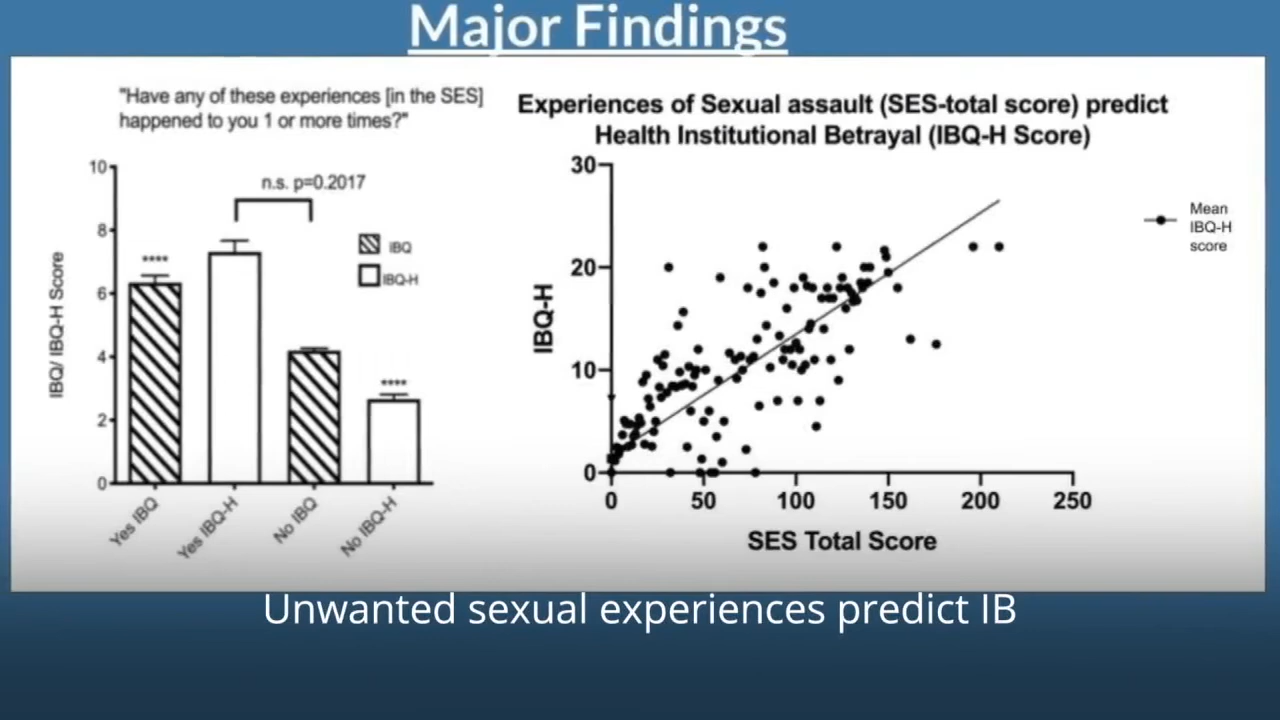 Major Findings
"Have any of these experiences [in the SES]
happened to you 1 or more times?"
10
8
6
4
2
0
IBQ/ IBQ-H Score
****
n.s. p=0.2017
****
IBQ
IBQ-H
Yes IBQ
Yes IBQ-H
No IBQ
No IBQ-H
Experiences of Sexual assault (SES-total score) predict
Health Institutional Betrayal (IBQ-H Score)
30
20
10
0
IBQ-H
0 50 100 150 200 250
SES Total Score
Mean
IBQ-H
score
Unwanted sexual experiences predict IB